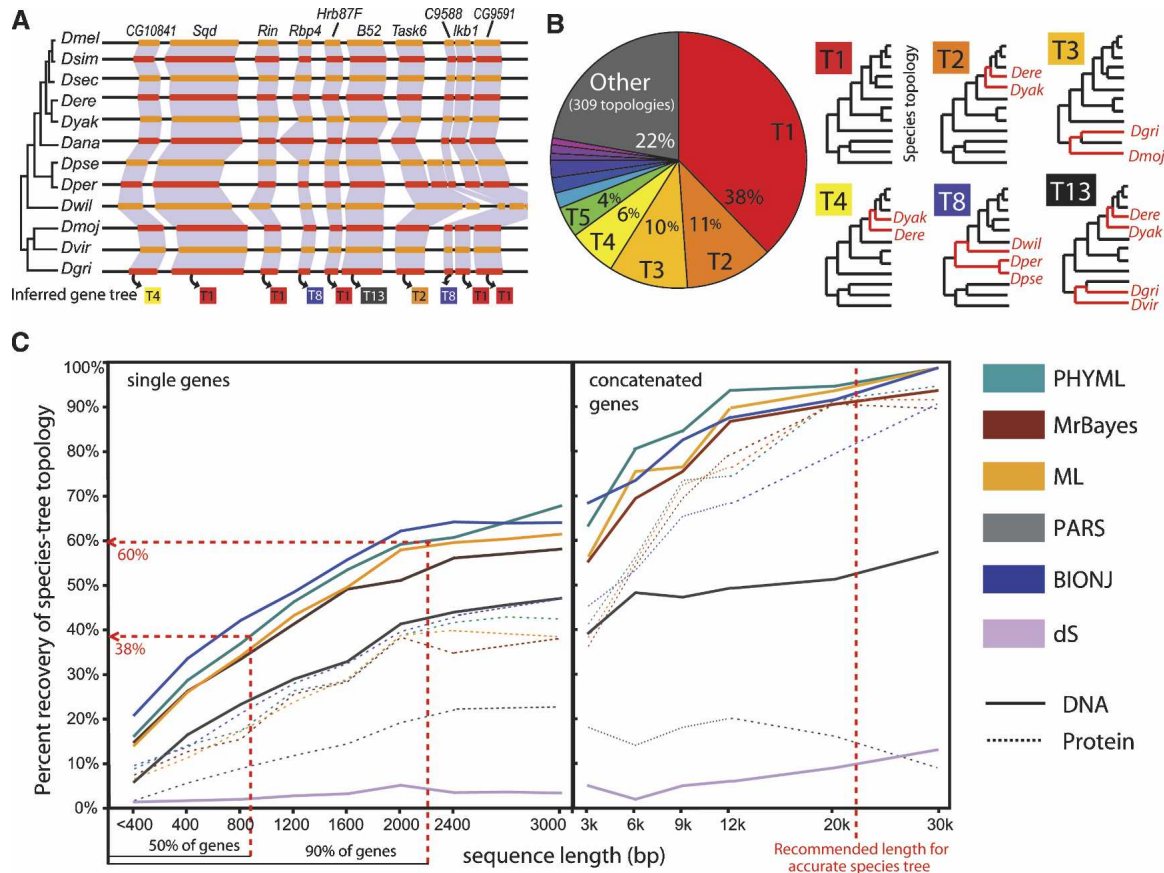 A
CG10841 Sqd Rin Rbp4 Hrb87F B52 Task6 C9588 Ikb1 CG9591
Dmel
Dsim
Dsec
Dere
Dyak
Dana
Dpse
Dper
Dwil
Dmoj
Dvir
Dgri
Inferred gene tree T4 T1 T1 T8 T1 T13 T2 T8 T1 T1
B
Other
(309 topologies)
22%
T1
38%
T2
11%
T3
10%
T4
6%
T5
4%
T1
Species topology
T2
Dere
Dyak
T3
Dgri
Dmoj
T4
Dyak
Dere
T8
Dwil
Dper
Dpse
T13
Dere
Dyak
Dgri
Dvir
C
Percent recovery of species-tree topology
100%
90%
80%
70%
60%
50%
40%
30%
20%
10%
0%
single genes
60%
38%
<400 400 800 1200 1600 2000 3000
50% of genes
90% of genes
sequence length (bp)
concatenated
genes
3k 6k 9k 12k 20k 30k
Recommended length for
accurate species tree
PHYML
MrBayes
ML
PARS
BIONJ
dS
DNA
Protein